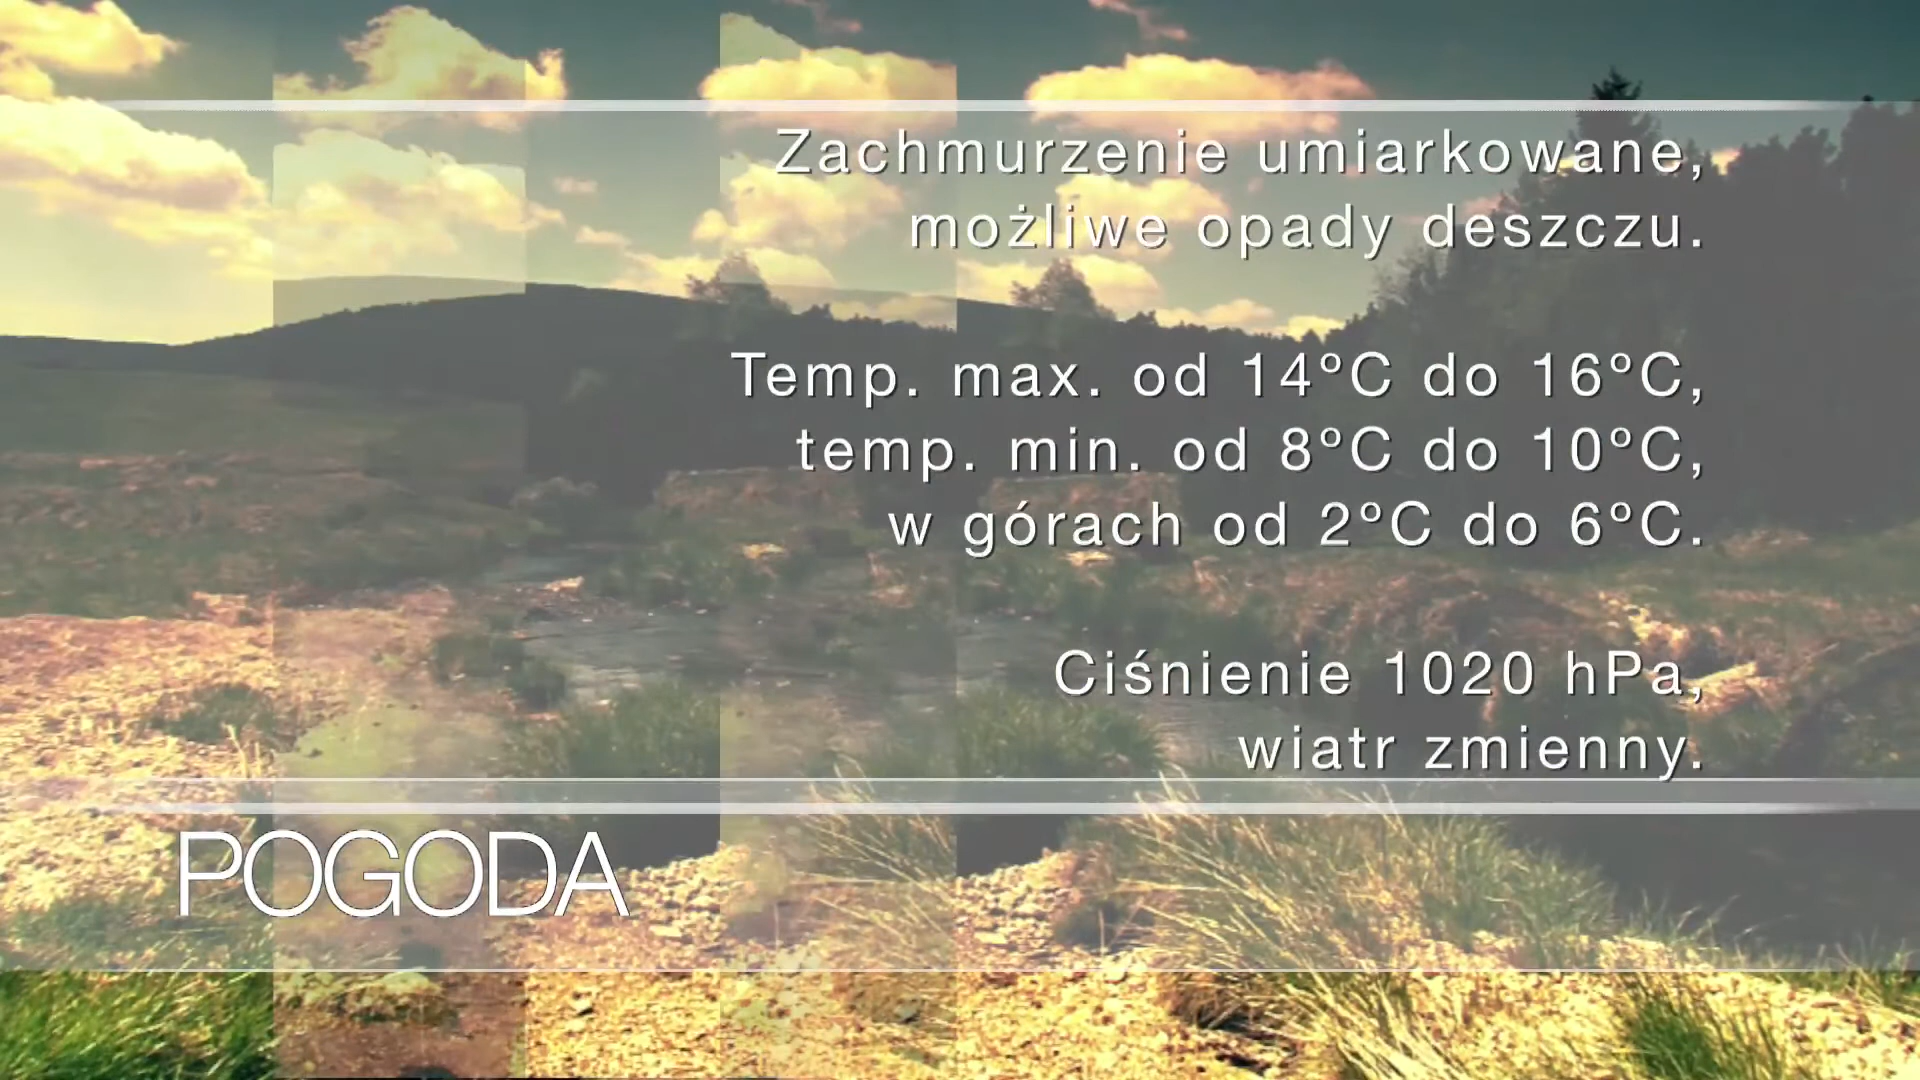 Zachmurzenie umiarkowane,
możliwe opady deszczu.
Temp. max. od 14°C do 16°C,
temp. min. od 8°C do 10°C,
w górach od 2°C do 6°C.
Ciśnienie 1020 hPa,
wiatr zmienny.
POGODA